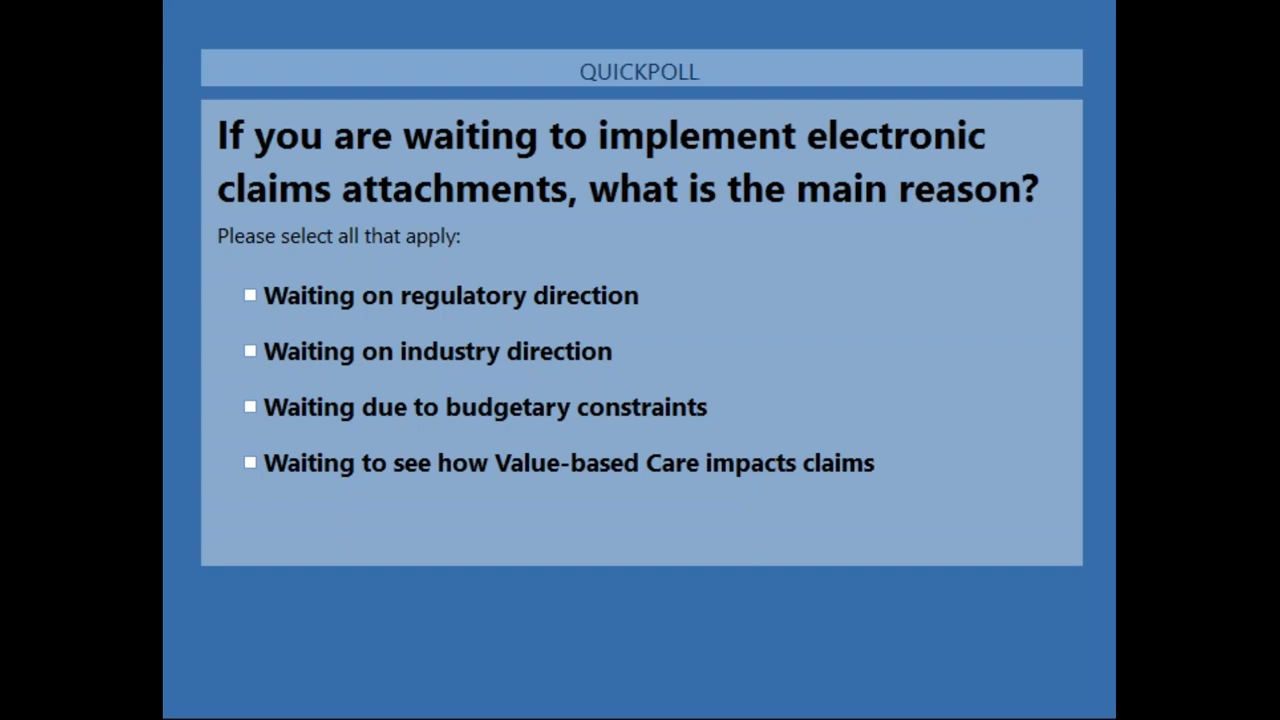 QUICKPOLL
If you are waiting to implement electronic
claims attachments, what is the main reason?
Please select all that apply:
Waiting on regulatory direction
Waiting on industry direction
Waiting due to budgetary constraints
Waiting to see how Value-based Care impacts claims